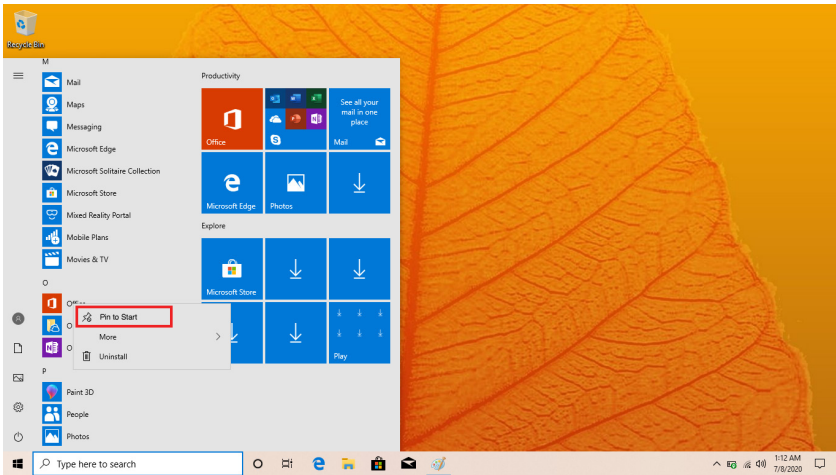 Recycle Bin
M
Mail
Maps
Messaging
Microsoft Edge
Microsoft Solitaire Collection
Microsoft Store
Mixed Reality Portal
Mobile Plans
Movies & TV
O
Office
O
O
P
Paint 3D
People
Photos
Pin to Start
More
Uninstall
Productivity
Office
See all your
mail in one
place
Mail
Microsoft Edge
Photos
Explore
Microsoft Store
Play
Type here to search
1:12 AM
7/8/2020